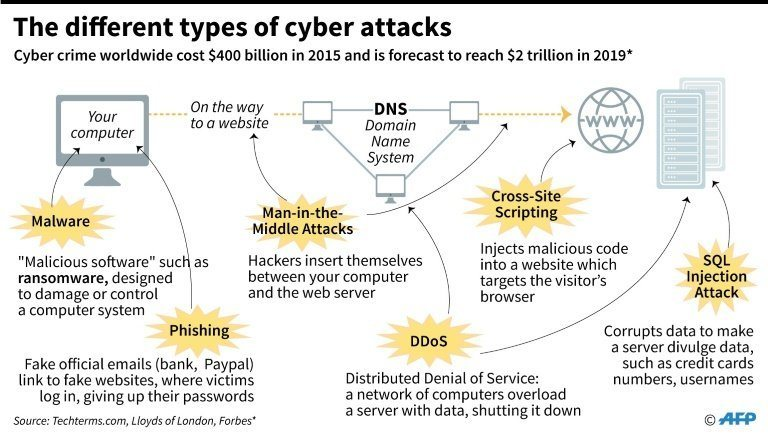 The different types of cyber attacks
Cyber crime worldwide cost $400 billion in 2015 and is forecast to reach $2 trillion in 2019*
Your
computer
On the way
to a website
DNS
Domain
Name
System
WWW
Malware
"Malicious software" such as
ransomware, designed
to damage or control
a computer system
Man-in-the-
Middle Attacks
Hackers insert themselves
between your computer
and the web server
Cross-Site
Scripting
Injects malicious code
into a website which
targets the visitor's
browser
SQL
Injection
Attack
Corrupts data to make
a server divulge data,
such as credit cards
numbers, usernames
Phishing
Fake official emails (bank, Paypal)
link to fake websites, where victims
log in, giving up their passwords
DDoS
Distributed Denial of Service:
a network of computers overload
a server with data, shutting it down
Source: Techterms.com, Lloyds of London, Forbes*
© AFP